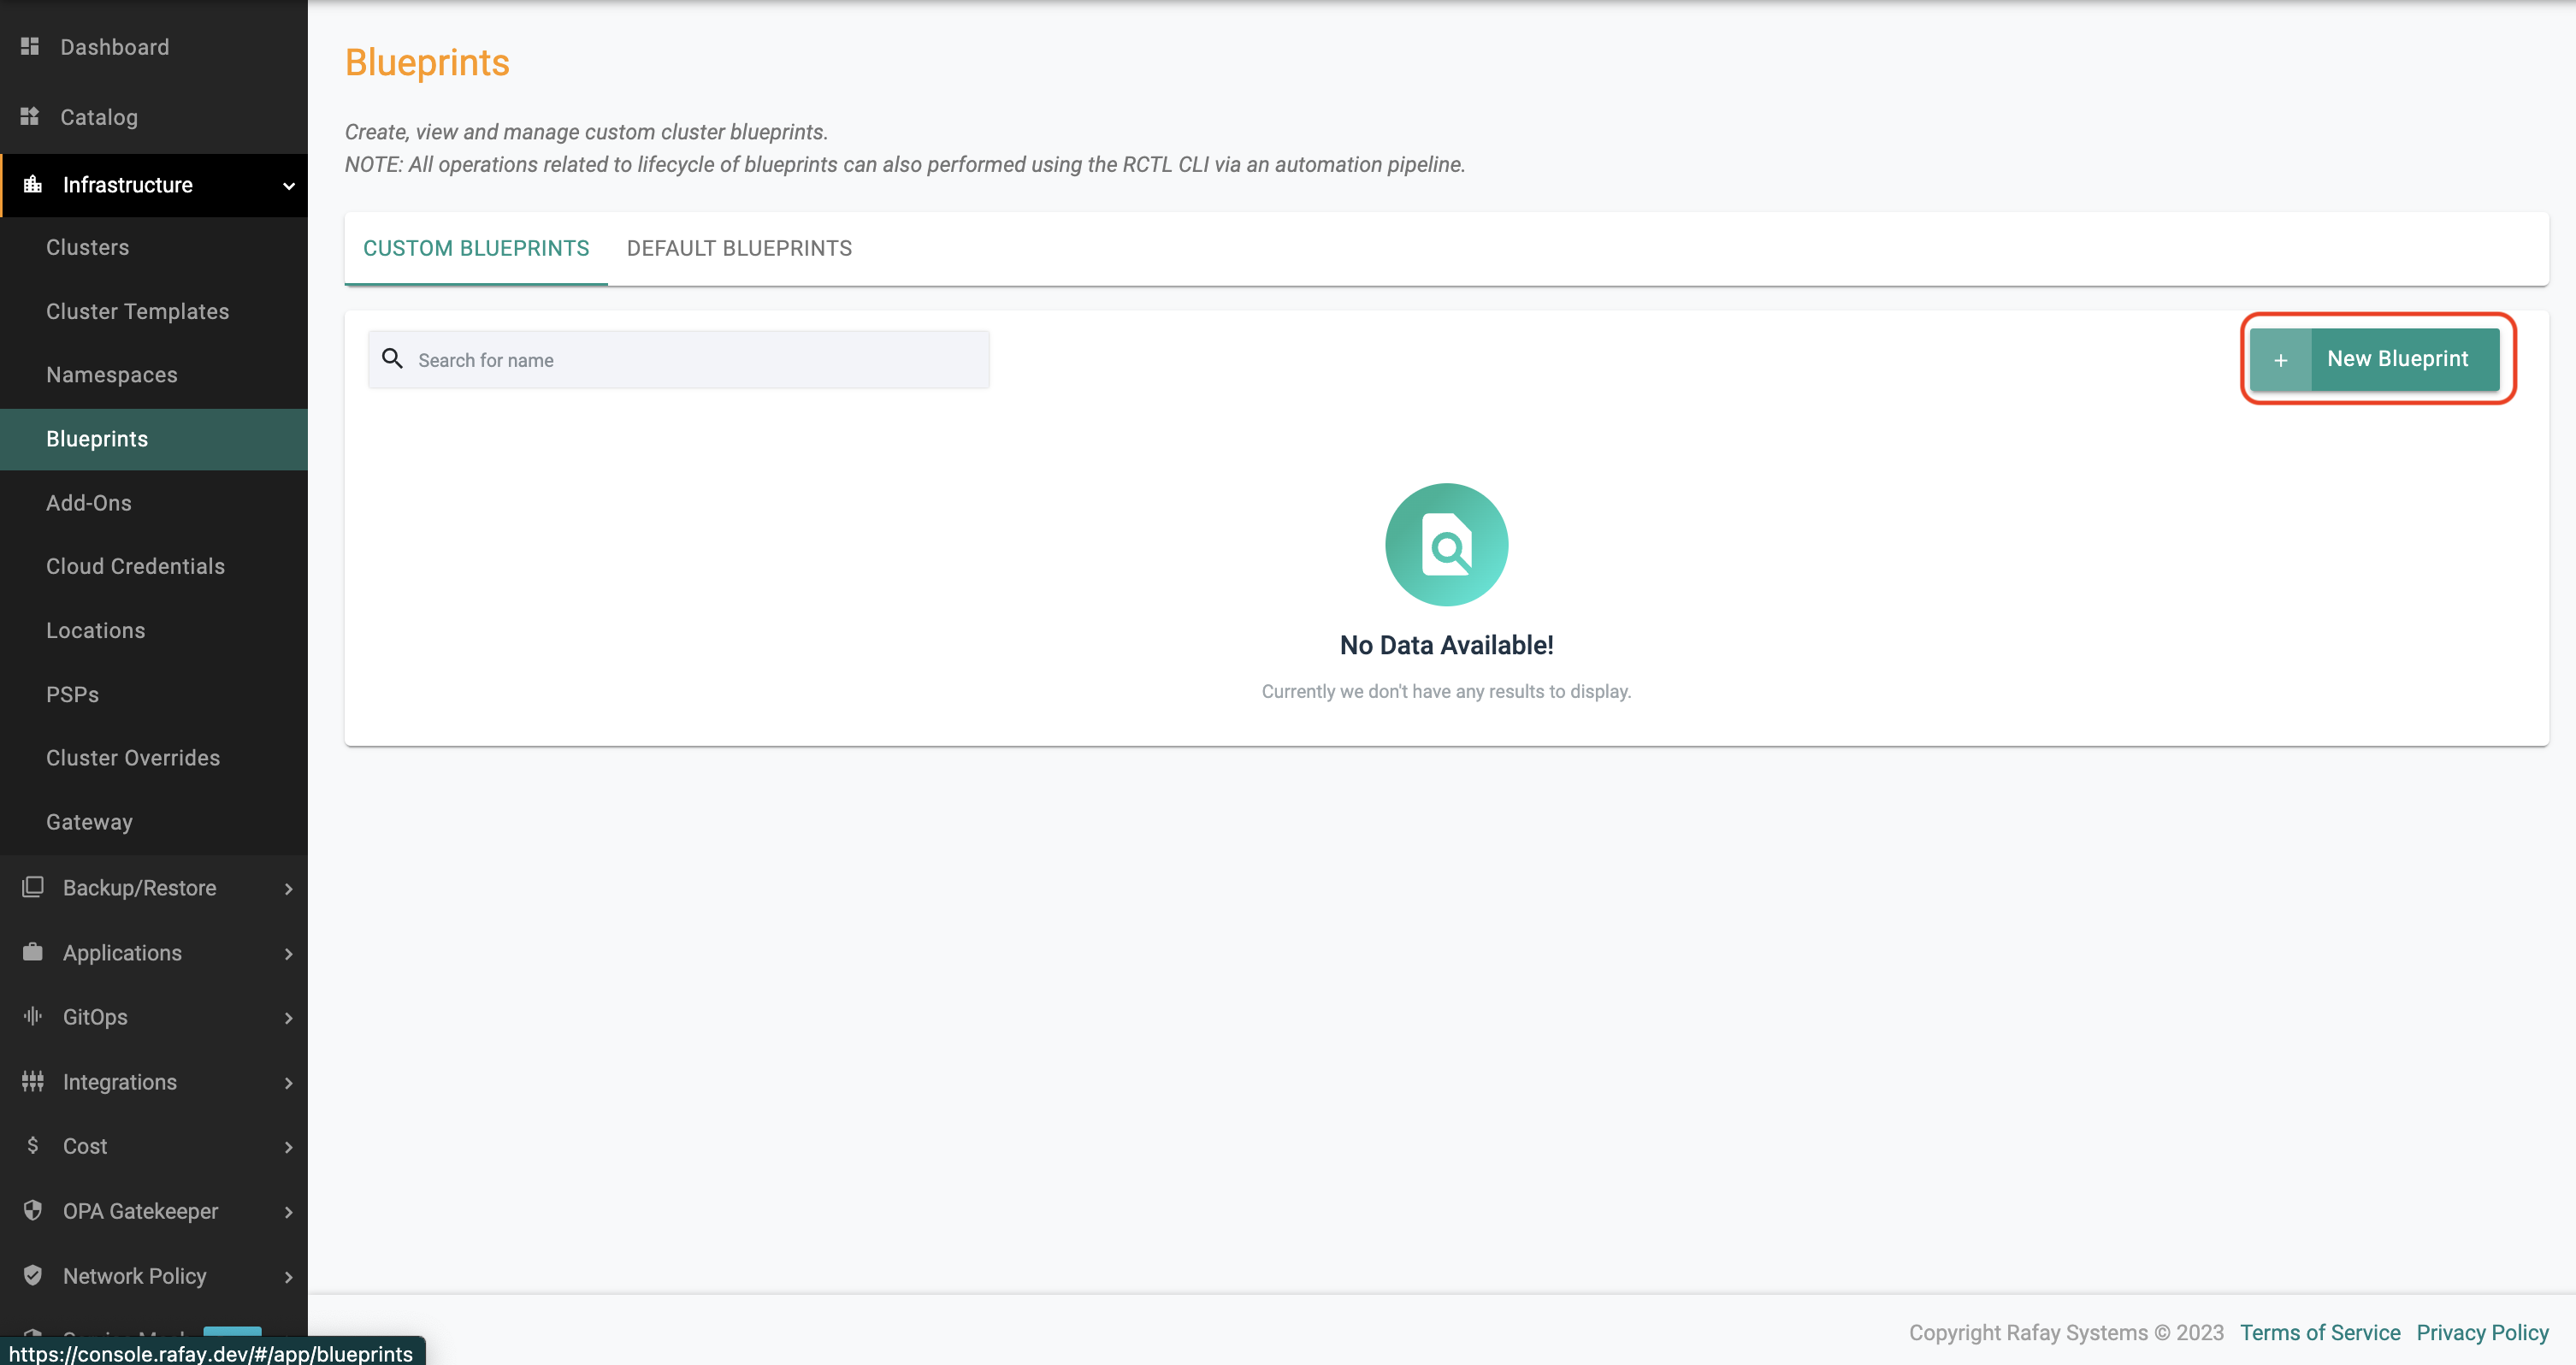 Dashboard
Catalog
Infrastructure
Clusters
Cluster Templates
Namespaces
Blueprints
Add-Ons
Cloud Credentials
Locations
PSPs
Cluster Overrides
Gateway
Backup/Restore
Applications
GitOps
Integrations
Cost
OPA Gatekeeper
Network Policy
https://console.rafay.dev/#/app/blueprints
Blueprints
Create, view and manage custom cluster blueprints.
NOTE: All operations related to lifecycle of blueprints can also performed using the RCTL CLI via an automation pipeline.
CUSTOM BLUEPRINTS DEFAULT BLUEPRINTS
Search for name
+ New Blueprint
No Data Available!
Currently we don't have any results to display.
Copyright Rafay Systems © 2023 Terms of Service Privacy Policy